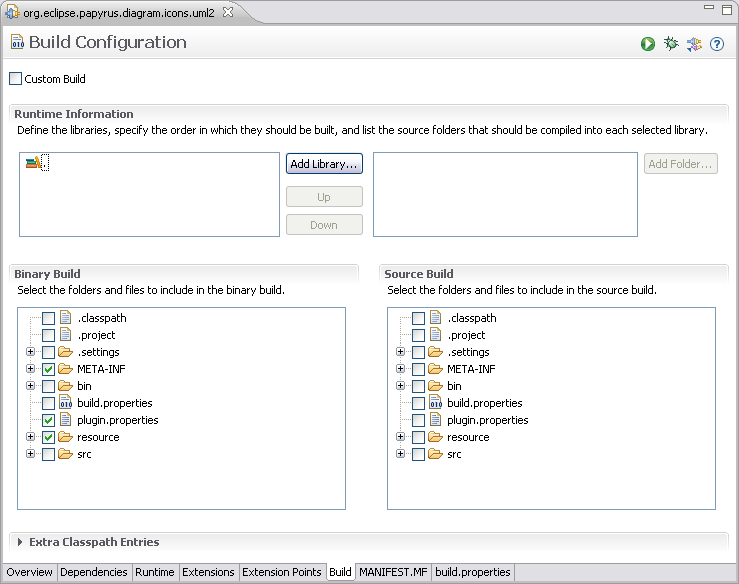 org.eclipse.papyrus.diagram.icons.uml2
Build Configuration
Custom Build
Runtime Information
Define the libraries, specify the order in which they should be built, and list the source folders that should be compiled into each selected library.
.
Add Library...
Up
Down
Add Folder...
Binary Build
Select the folders and files to include in the binary build.
.classpath
.project
.settings
META-INF
bin
build.properties
plugin.properties
resource
src
Source Build
Select the folders and files to include in the source build.
.classpath
.project
.settings
META-INF
bin
build.properties
plugin.properties
resource
src
Extra Classpath Entries
Overview Dependencies Runtime Extensions Extension Points Build MANIFEST.MF build.properties